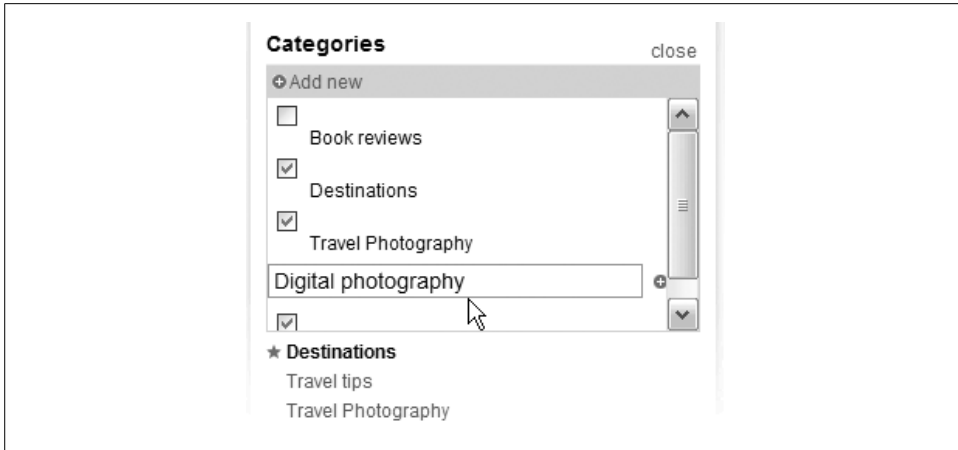 Categories
close
Add new
Book reviews
Destinations
Travel Photography
Digital photography
Destinations
Travel tips
Travel Photography